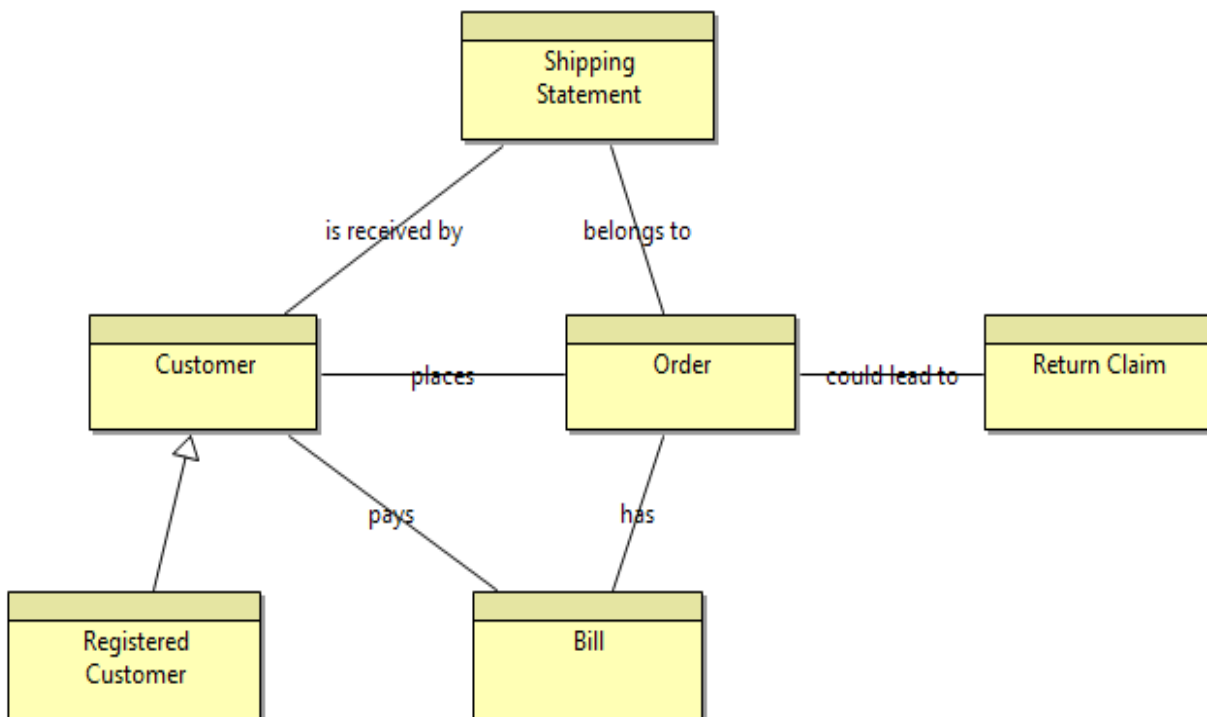 Shipping
Statement
is received by
belongs to
Customer
places
Order
could lead to
Return Claim
pays
has
Registered
Customer
Bill